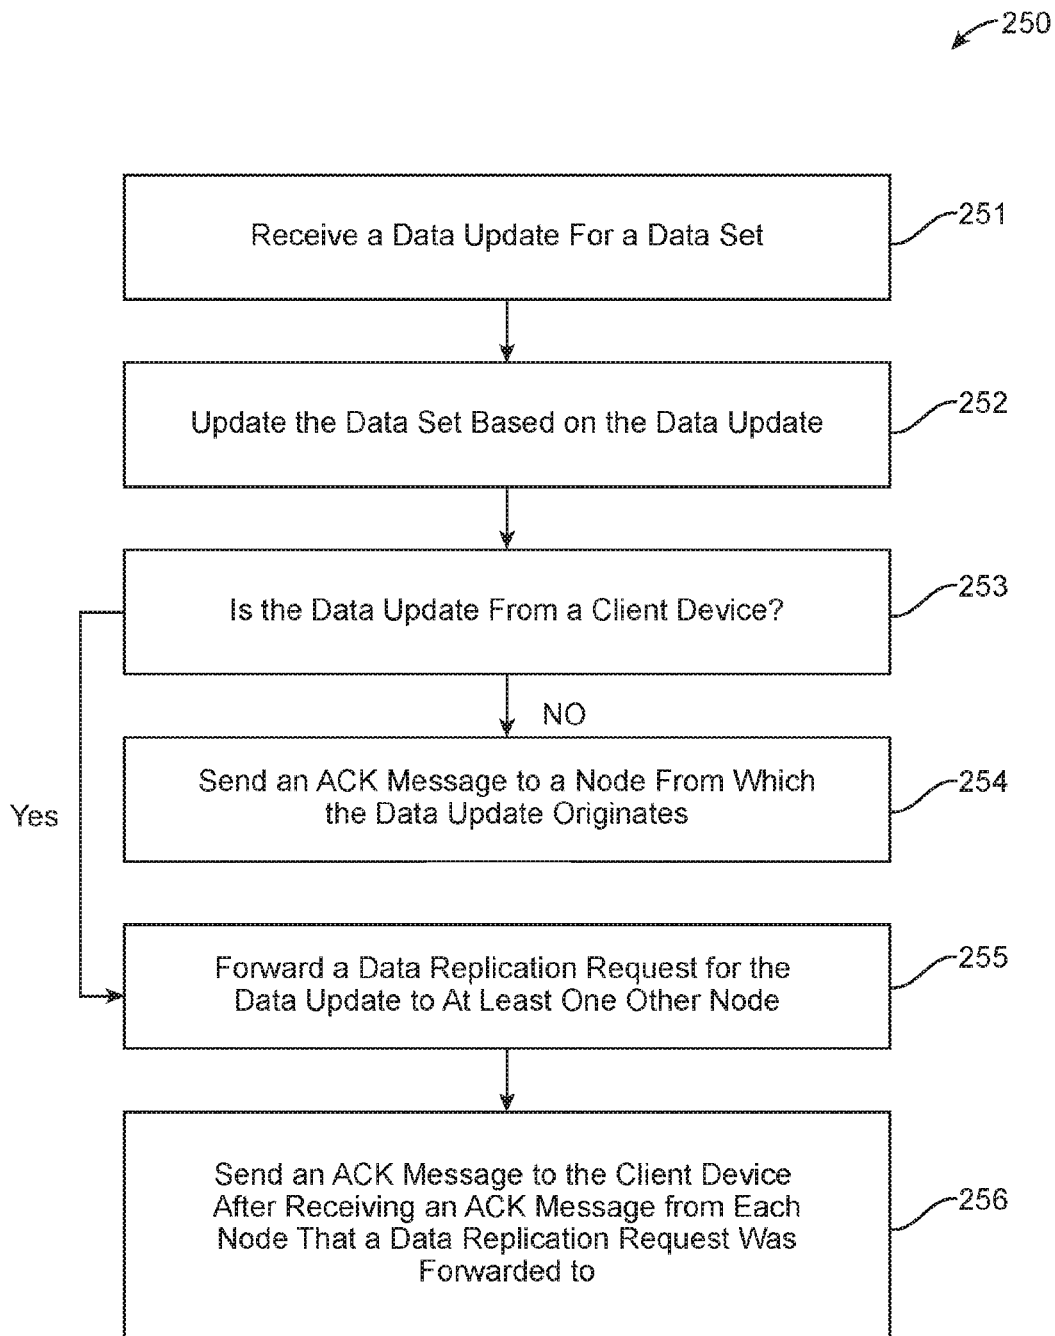 250
Receive a Data Update For a Data Set
251
Update the Data Set Based on the Data Update
252
Is the Data Update From a Client Device?
253
NO
Send an ACK Message to a Node From Which
the Data Update Originates
254
Yes
Forward a Data Replication Request for the
Data Update to At Least One Other Node
255
Send an ACK Message to the Client Device
After Receiving an ACK Message from Each
Node That a Data Replication Request Was
Forwarded to
256